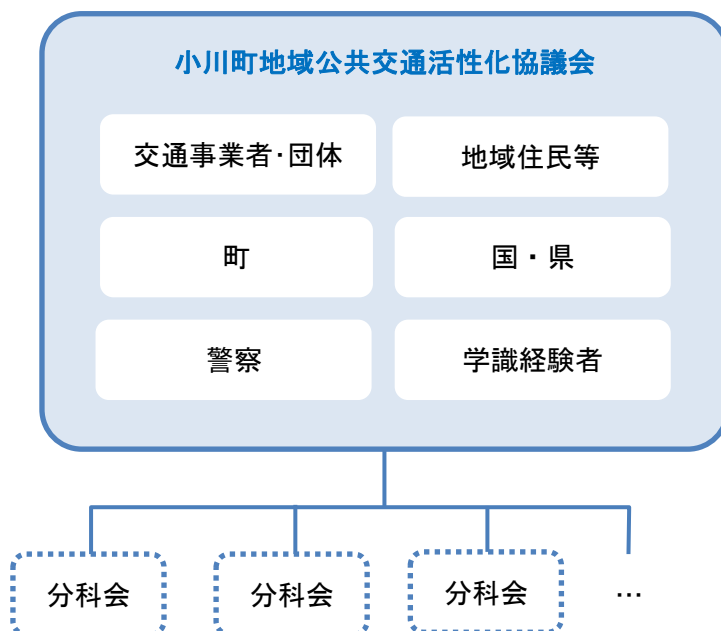 小川町地域公共交通活性化協議会
交通事業者・団体
地域住民等
町
国・県
警察
学識経験者
分科会
分科会
分科会
…